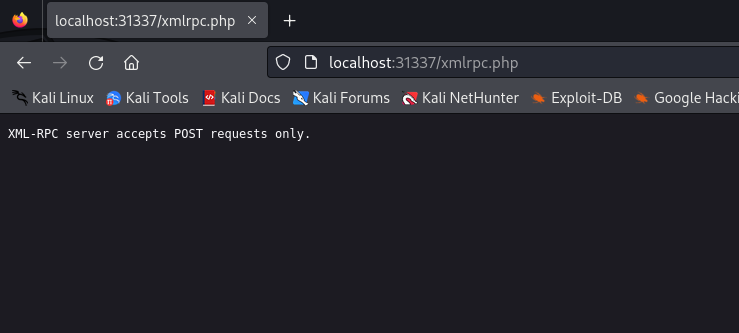 localhost:31337/xmlrpc.php
localhost:31337/xmlrpc.php
Kali Linux Kali Tools Kali Docs Kali Forums Kali NetHunter Exploit-DB Google Hacki
XML-RPC server accepts POST requests only.